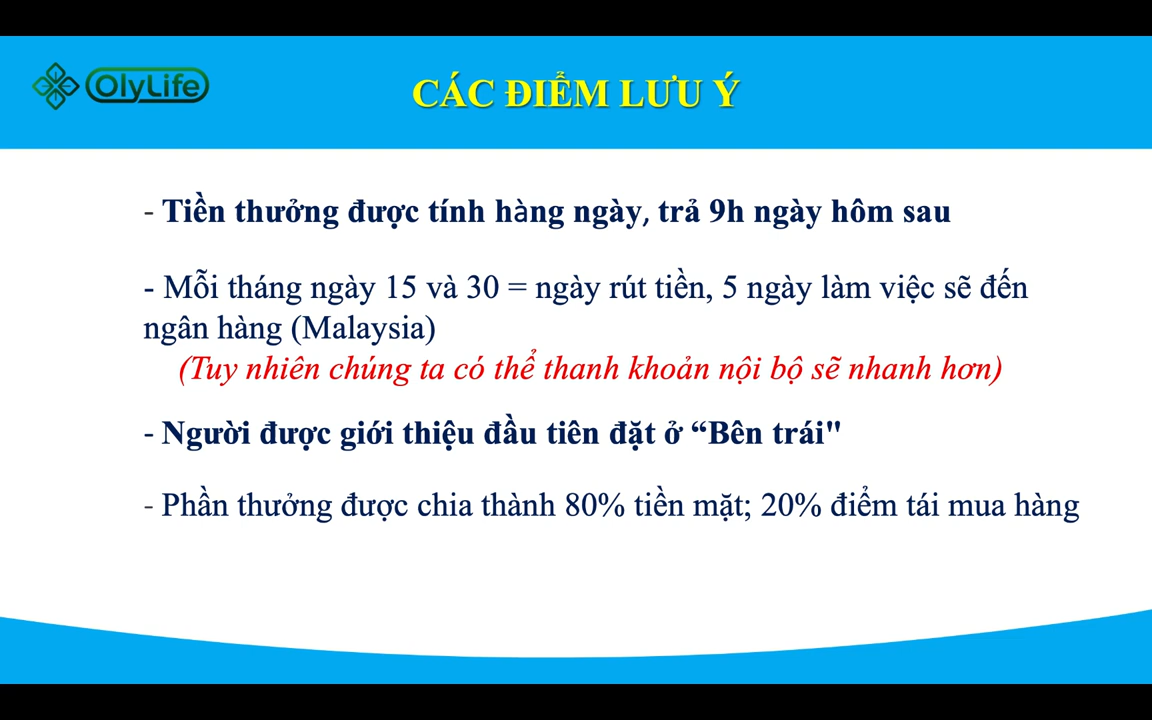 OlyLife
CÁC ĐIỂM LƯU Ý
- Tiền thưởng được tính hàng ngày, trả 9h ngày hôm sau
- Mỗi tháng ngày 15 và 30 = ngày rút tiền, 5 ngày làm việc sẽ đến
ngân hàng (Malaysia)
(Tuy nhiên chúng ta có thể thanh khoản nội bộ sẽ nhanh hơn)
- Người được giới thiệu đầu tiên đặt ở “Bên trái"
- Phần thưởng được chia thành 80% tiền mặt; 20% điểm tái mua hàng